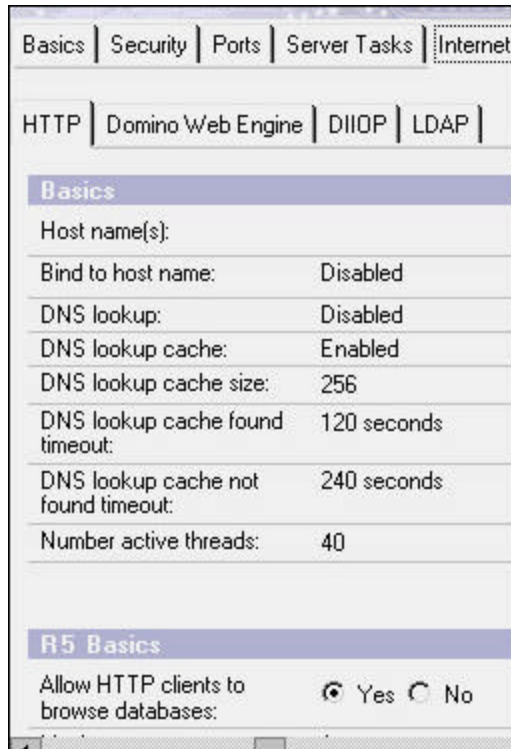 Basics Security Ports Server Tasks Internet
HTTP Domino Web Engine DIIOP LDAP
Basics
Host name(s):
Bind to host name: Disabled
DNS lookup: Disabled
DNS lookup cache: Enabled
DNS lookup cache size: 256
DNS lookup cache found 120 seconds
timeout:
DNS lookup cache not 240 seconds
found timeout:
Number active threads: 40
R5 Basics
Allow HTTP clients to Yes No
browse databases: